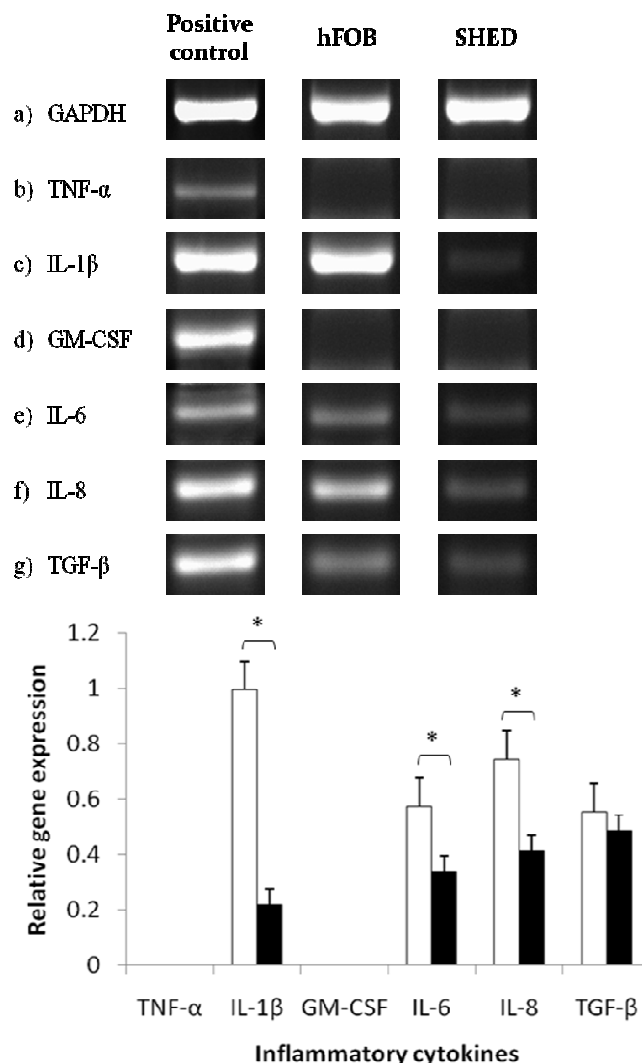 Positive control hFOB SHED
a) GAPDH
b) TNF-α
c) IL-1β
d) GM-CSF
e) IL-6
f) IL-8
g) TGF-β
1.2
1
0.8
0.6
0.4
0.2
0
Relative gene expression
*
*
*
TNF-α IL-1β GM-CSF IL-6 IL-8 TGF-β
Inflammatory cytokines